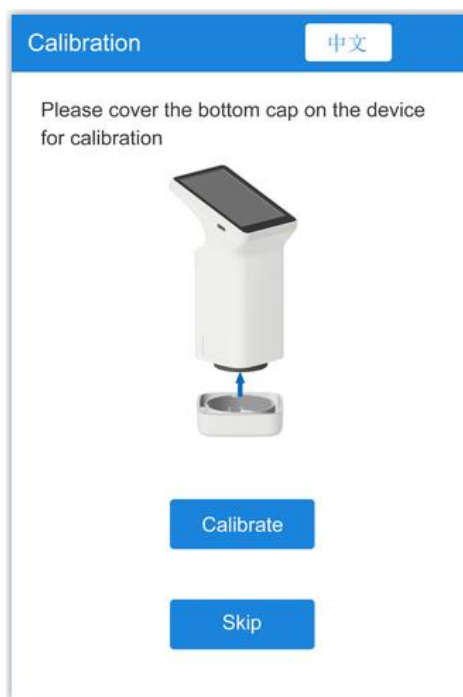 Calibration
中文
Please cover the bottom cap on the device
for calibration
Calibrate
Skip